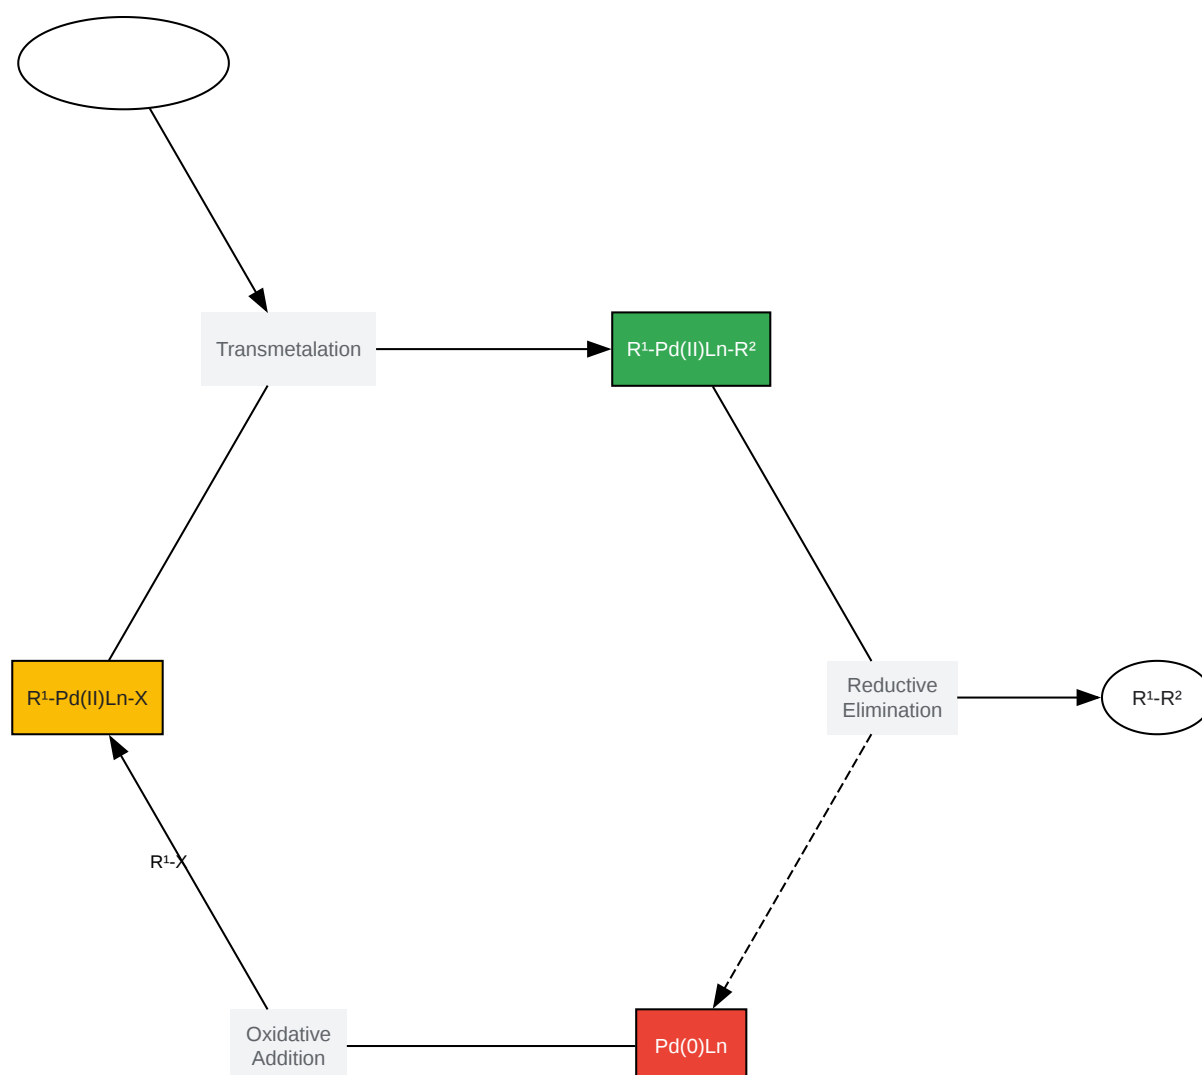 Transmetalation
R¹-Pd(II)Ln-R²
R¹-Pd(II)Ln-X
Reductive
Elimination
R¹-R²
R¹-X
Oxidative
Addition
Pd(0)Ln